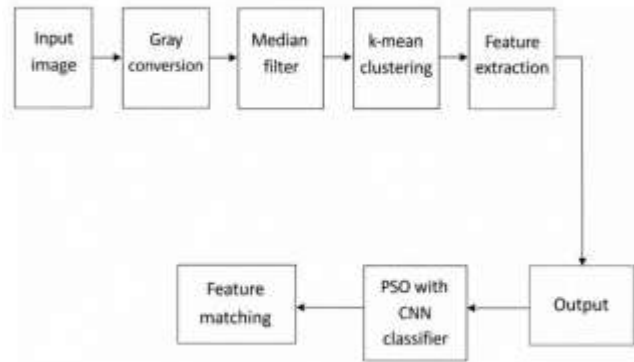 Input
image
Gray
conversion
Median
filter
k-mean
clustering
Feature
extraction
Feature
matching
PSO with
CNN
classifier
Output